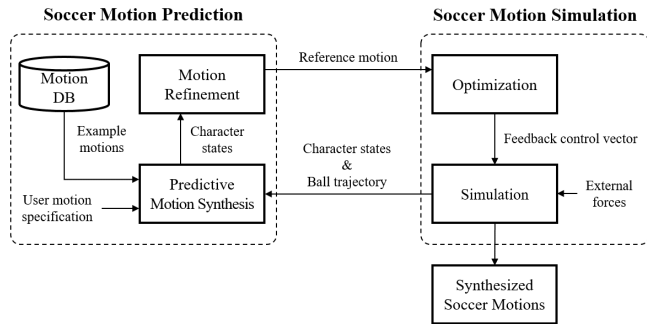 Soccer Motion Prediction
Soccer Motion Simulation
Motion
DB
Motion
Refinement
Reference motion
Optimization
Example
motions
Character
states
Character states
&
Ball trajectory
Feedback control vector
User motion
specification
Predictive
Motion Synthesis
Simulation
External
forces
Synthesized
Soccer Motions